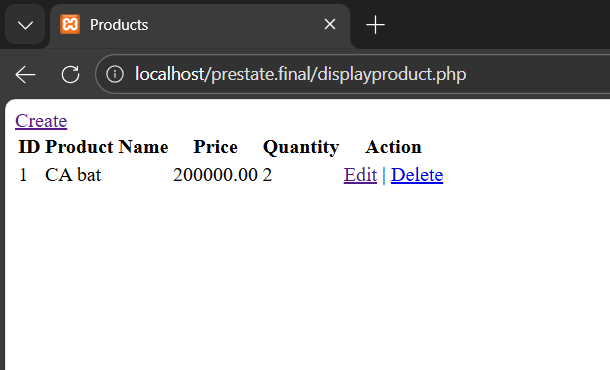 Products
localhost/prestate.final/displayproduct.php
Create
ID Product Name Price Quantity Action
1 CA bat 200000.00 2 Edit | Delete